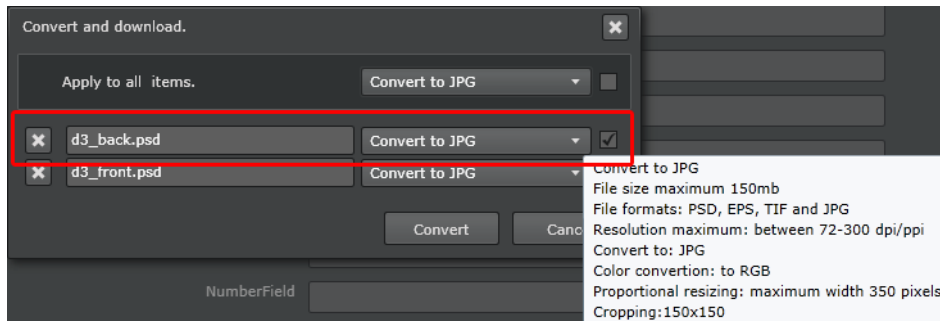 Convert and download.
Apply to all items. Convert to JPG
d3_back.psd Convert to JPG
d3_front.psd Convert to JPG
Convert to JPG
File size maximum 150mb
File formats: PSD, EPS, TIF and JPG
Resolution maximum: between 72-300 dpi/ppi
Convert Canc
Convert to: JPG
Color convertion: to RGB
NumberField
Proportional resizing: maximum width 350 pixels
Cropping:150x150